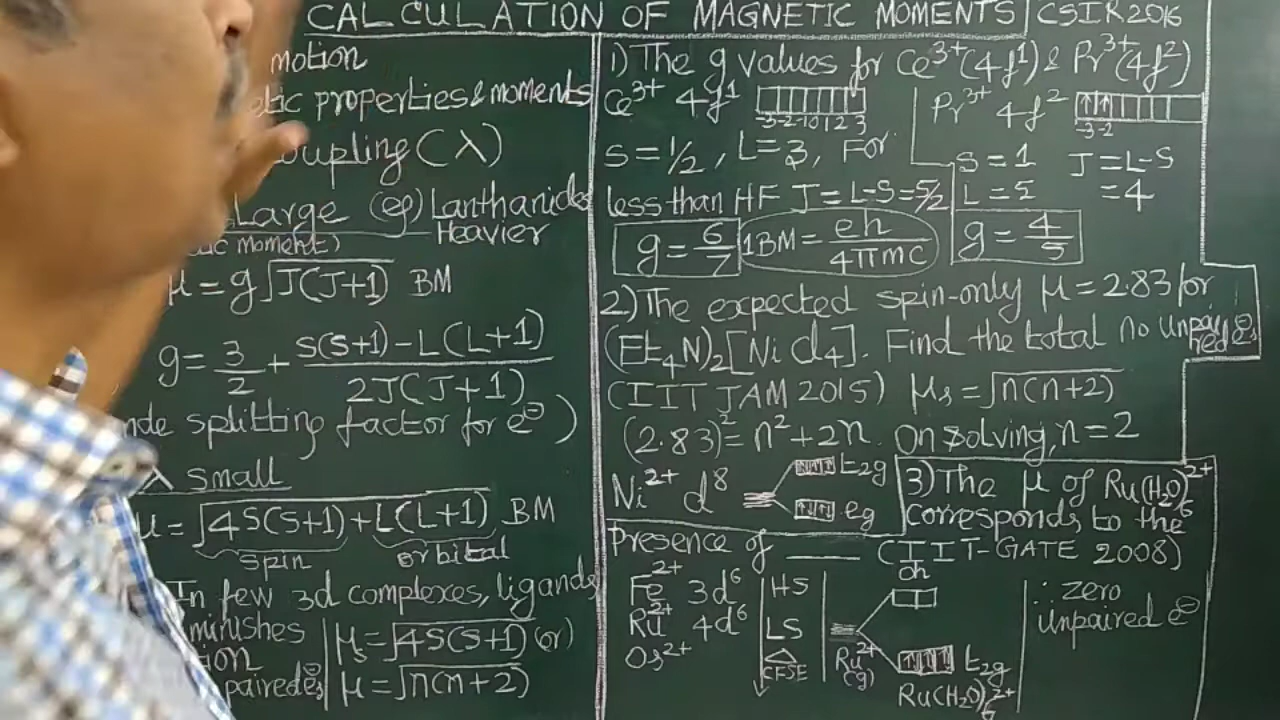 CALCULATION OF MAGNETIC MOMENTS CSIR 2016
motion
etic properties & moments
oupling (λ)
Large (eg) Lanthanides
Heavier
ic moment)
μ = g√J(J+1) BM
g = 3/2 + S(S+1) - L(L+1) / 2J(J+1)
nde splitting factor for e⊖)
λ small
μ = √4S(S+1) + L(L+1) BM
spin orbital
In few 3d complexes, ligands
minishes
ion
paired e⊖s
μs = √4S(S+1) (or)
μ = √n(n+2)
1) The g values for Ce³⁺(4f¹) & Pr³⁺(4f²)
Ce³⁺ 4f¹
-3 -2 -1 0 1 2 3
S = ½, L = 3, For
less than HF J = L-S = 5/2
g = 6/7
1BM = eh/4πmc
Pr³⁺ 4f²
↑ ↑
-3 -2
S = 1 J = L-S
L = 5 = 4
g = 4/5
2) The expected spin-only μ = 2.83 for
(Et₄N)₂[NiCl₄]. Find the total no unpaired e⊖s
(IIT JAM 2015) μs = √n(n+2)
(2.83)² = n² + 2n. On solving, n = 2
Ni²⁺ d⁸ t₂g
eg
3) The μ of Ru(H₂O)₆²⁺
corresponds to the
Presence of ____ (IIT-GATE 2008)
Fe²⁺ 3d⁶ HS
Ru²⁺ 4d⁶ LS
Os²⁺ CFSE
Oh
Ru²⁺(g) t₂g
Ru(H₂O)₆²⁺
∴ zero
unpaired e⊖